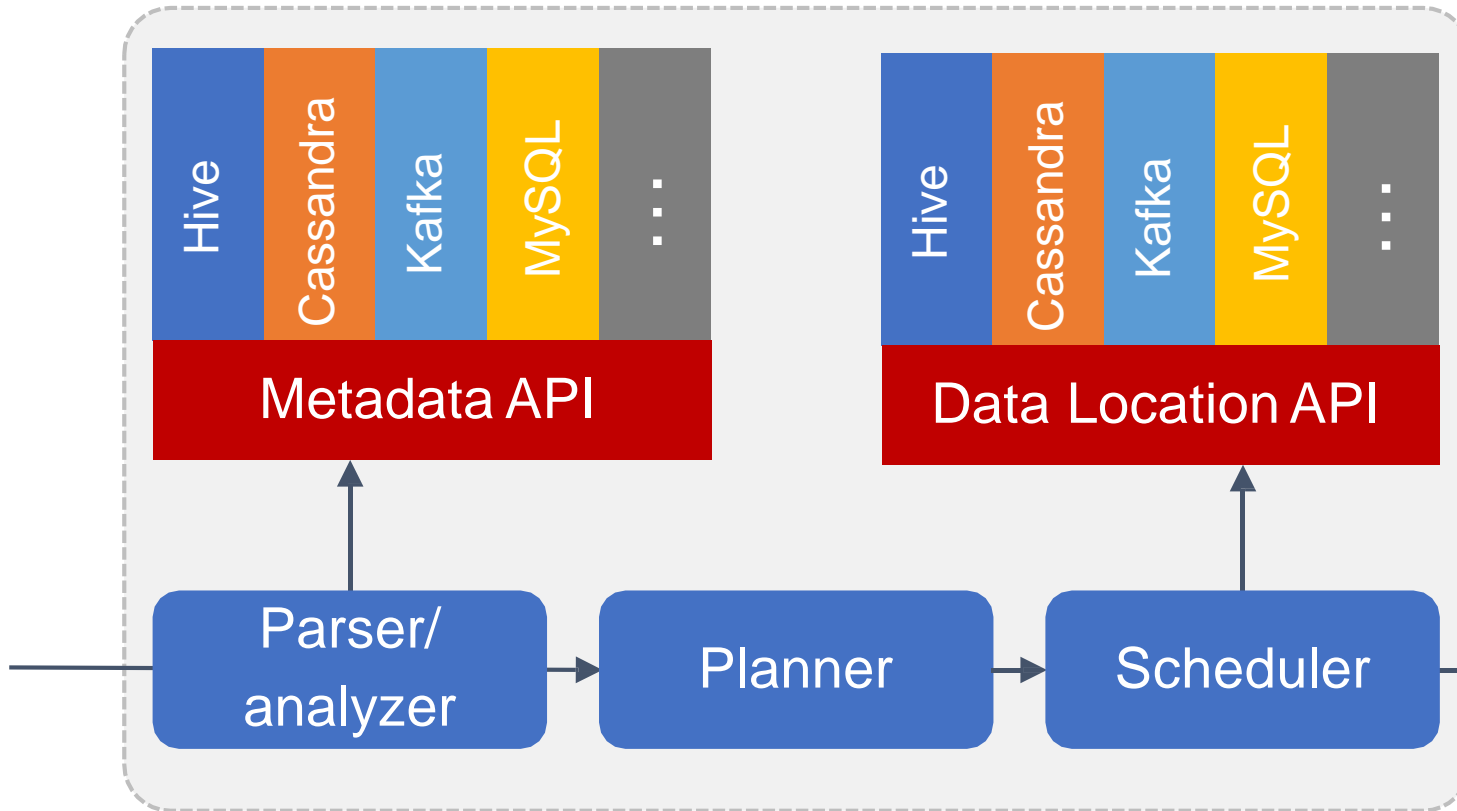 Hive
Cassandra
Kafka
MySQL
...
Metadata API
Hive
Cassandra
Kafka
MySQL
...
Data Location API
Parser/
analyzer
Planner
Scheduler